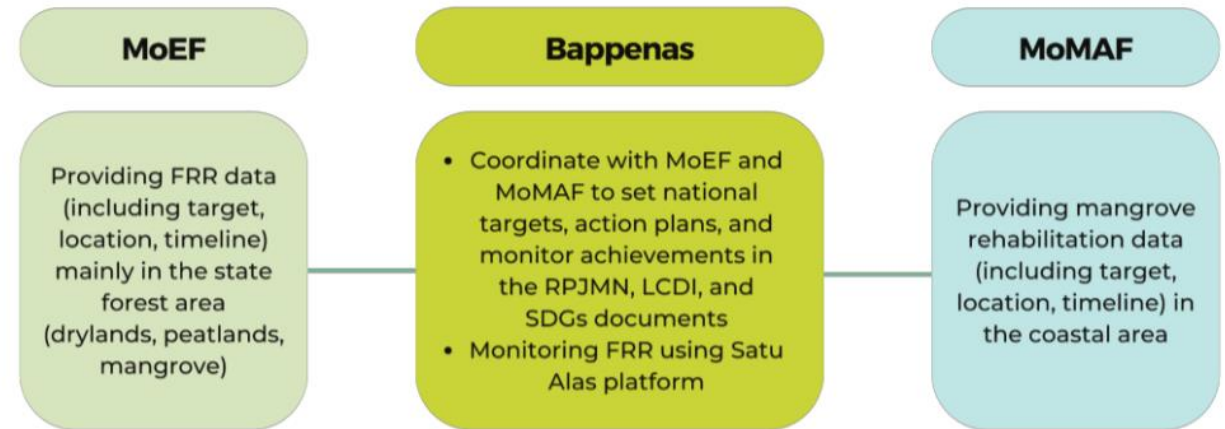 MoEF
Providing FRR data
(including target,
location, timeline)
mainly in the state
forest area
(drylands, peatlands,
mangrove)
Bappenas
• Coordinate with MoEF and
MoMAF to set national
targets, action plans, and
monitor achievements in
the RPJMN, LCDI, and
SDGs documents
• Monitoring FRR using Satu
Alas platform
MoMAF
Providing mangrove
rehabilitation data
(including target,
location, timeline) in
the coastal area